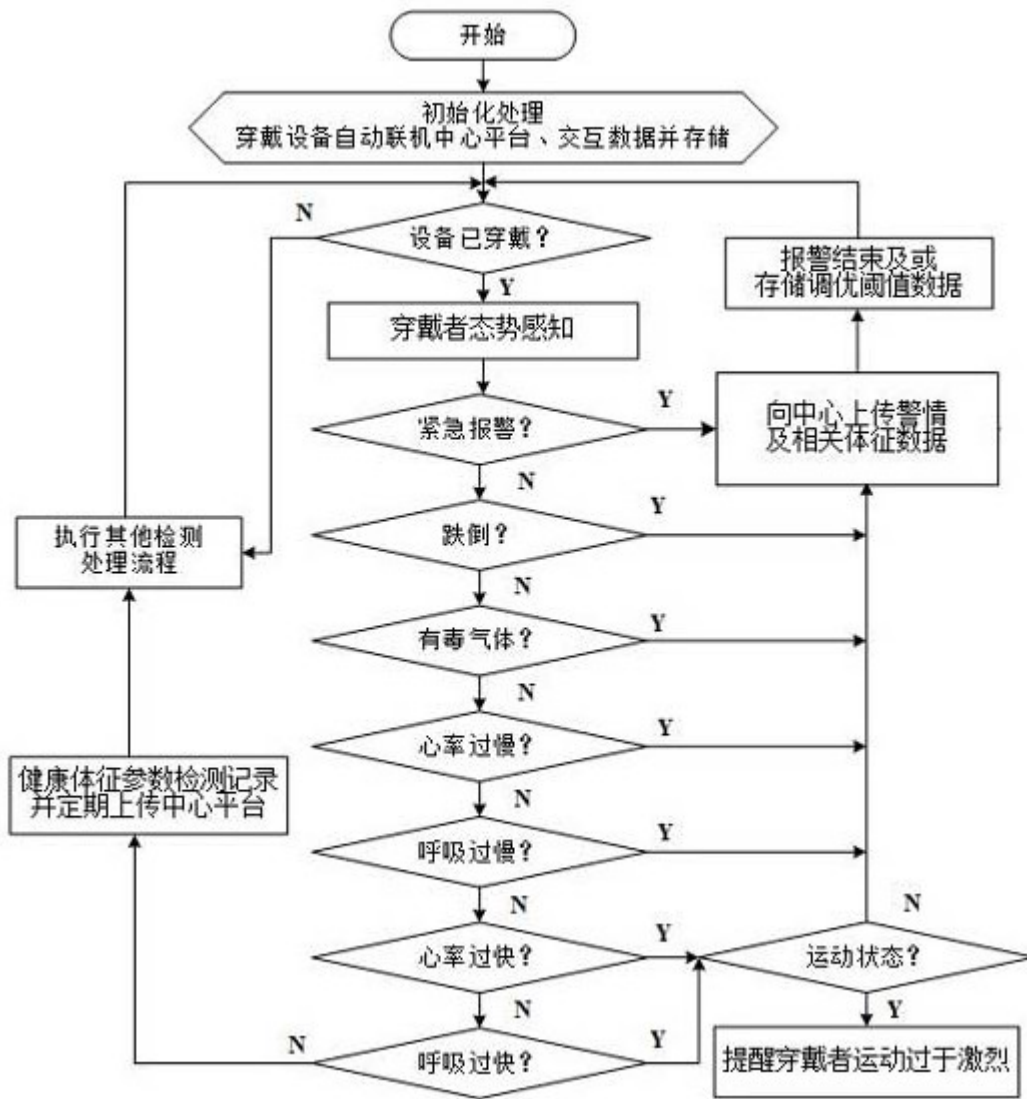 开始
初始化处理
穿戴设备自动联机中心平台、交互数据并存储
N
设备已穿戴？
Y
报警结束及或
存储调优阈值数据
穿戴者态势感知
紧急报警？
Y
向中心上传警情
及相关体征数据
N
跌倒？
Y
执行其他检测
处理流程
N
有毒气体？
Y
N
心率过慢？
Y
健康体征参数检测记录
并定期上传中心平台
N
呼吸过慢？
Y
N
心率过快？
Y
运动状态？
N
N
Y
N
呼吸过快？
Y
提醒穿戴者运动过于激烈